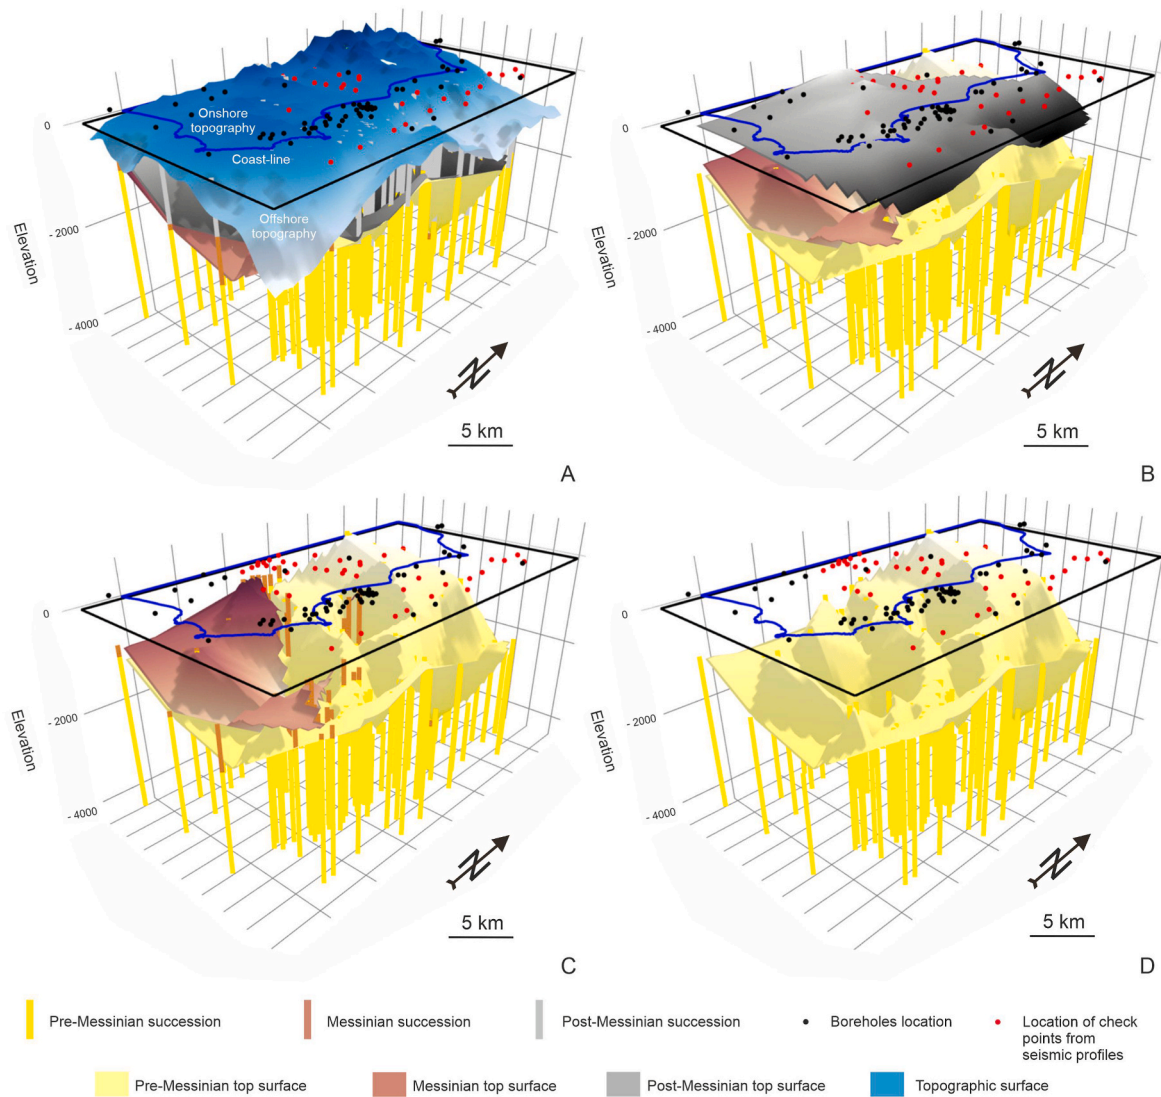 0
Onshore
topography
Coast-line
Offshore
topography
- 2000
Elevation
- 4000
N
5 km
A
0
- 2000
Elevation
- 4000
N
5 km
B
0
- 2000
Elevation
- 4000
N
5 km
C
0
- 2000
Elevation
- 4000
N
5 km
D
Pre-Messinian succession
Messinian succession
Post-Messinian succession
Boreholes location
Location of check
points from
seismic profiles
Pre-Messinian top surface
Messinian top surface
Post-Messinian top surface
Topographic surface